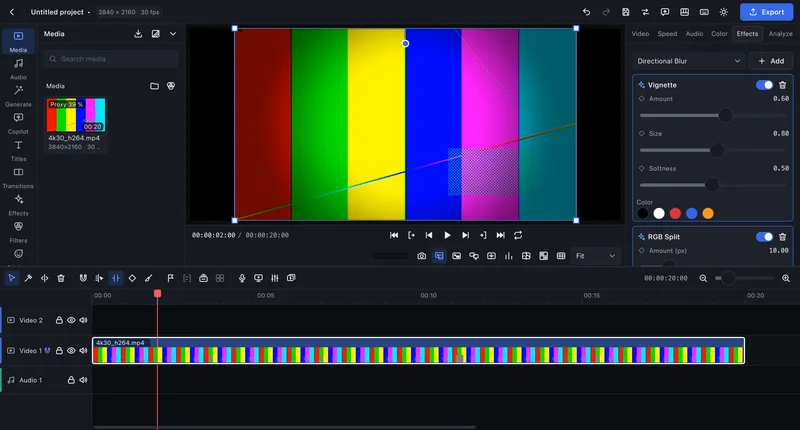 Untitled project
3840 × 2160 · 30 fps
Export
Media
Audio
Generate
Copilot
Titles
Transitions
Effects
Filters
Media
Search media
Media
Proxy 39 %
00:20
4k30_h264.mp4
3840x2160 · 30 ...
00:00:02:00 / 00:00:20:00
Fit
Video
Speed
Audio
Color
Effects
Analyze
Directional Blur
Add
Vignette
Amount
0.60
Size
0.80
Softness
0.50
Color
RGB Split
Amount (px)
10.00
00:00:20:00
00:00
00:05
00:10
00:15
00:20
Video 2
Video 1
4k30_h264.mp4
Audio 1